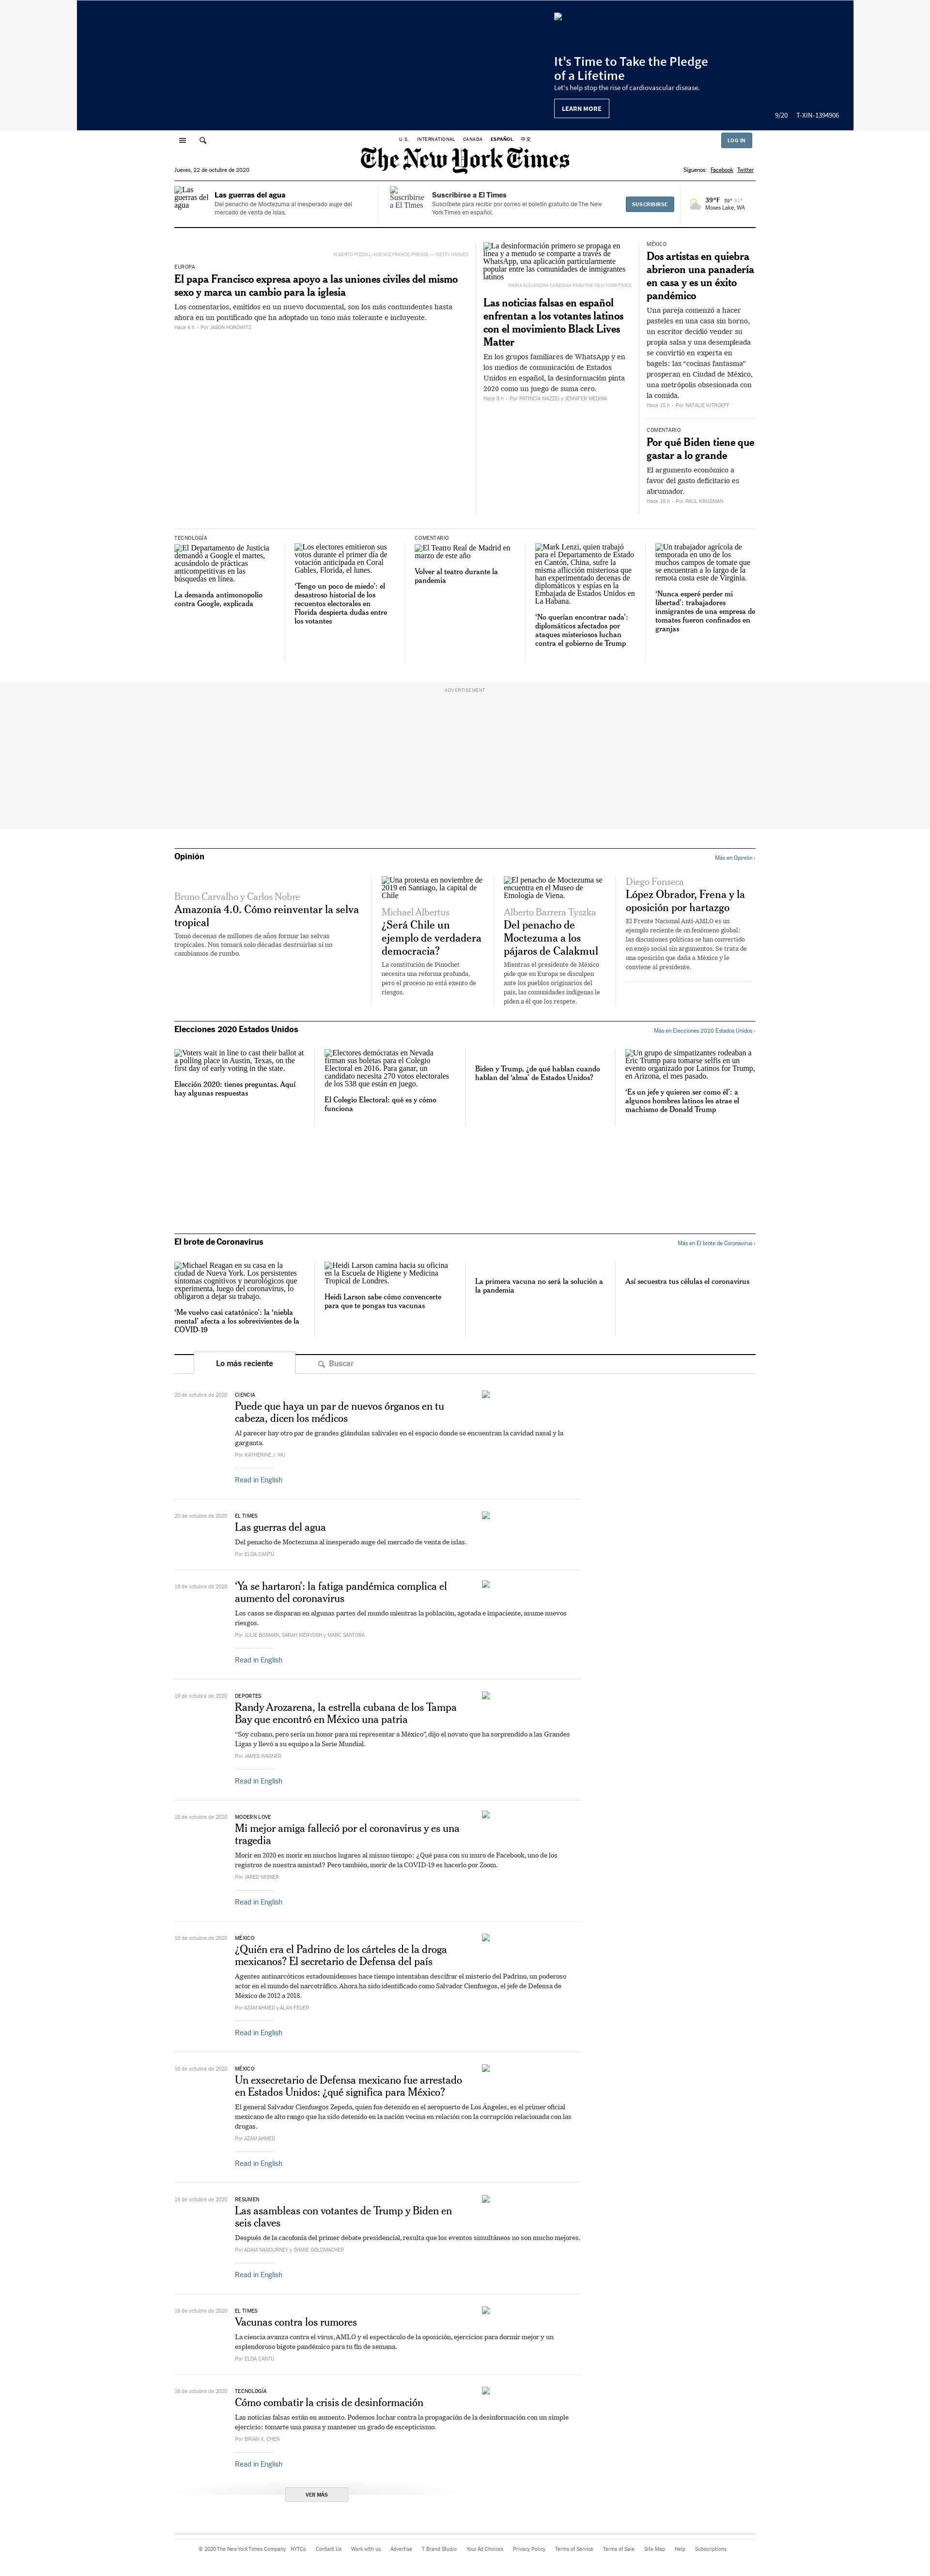 It's Time to Take the Pledge
of a Lifetime
Let's help stop the rise of cardiovascular disease.
LEARN MORE
9/20 T-XIN-1394906
U.S. INTERNATIONAL CANADA ESPAÑOL 中文
LOG IN
The New York Times
Jueves, 22 de octubre de 2020
Síguenos: Facebook Twitter
Las guerras del agua
Las guerras del agua
Del penacho de Moctezuma al inesperado auge del
mercado de venta de islas.
Suscribirse a El Times
Suscribirse a El Times
Suscríbete para recibir por correo el boletín gratuito de The New
York Times en español.
SUSCRIBIRSE
39°F 39° 31°
Moses Lake, WA
ALBERTO PIZZOLI/AGENCE FRANCE-PRESSE — GETTY IMAGES
EUROPA
El papa Francisco expresa apoyo a las uniones civiles del mismo
sexo y marca un cambio para la iglesia
Los comentarios, emitidos en un nuevo documental, son los más contundentes hasta
ahora en un pontificado que ha adoptado un tono más tolerante e incluyente.
Hace 4 h - Por JASON HOROWITZ
La desinformación primero se propaga en
línea y a menudo se comparte a través de
WhatsApp, una aplicación particularmente
popular entre las comunidades de inmigrantes
latinos
MARIA ALEJANDRA CARDONA PARA THE NEW YORK TIMES
Las noticias falsas en español
enfrentan a los votantes latinos
con el movimiento Black Lives
Matter
En los grupos familiares de WhatsApp y en
los medios de comunicación de Estados
Unidos en español, la desinformación pinta
2020 como un juego de suma cero.
Hace 9 h - Por PATRICIA MAZZEI y JENNIFER MEDINA
MÉXICO
Dos artistas en quiebra
abrieron una panadería
en casa y es un éxito
pandémico
Una pareja comenzó a hacer
pasteles en una casa sin horno,
un escritor decidió vender su
propia salsa y una desempleada
se convirtió en experta en
bagels: las “cocinas fantasma”
prosperan en Ciudad de México,
una metrópolis obsesionada con
la comida.
Hace 15 h - Por NATALIE KITROEFF
COMENTARIO
Por qué Biden tiene que
gastar a lo grande
El argumento económico a
favor del gasto deficitario es
abrumador.
Hace 16 h - Por PAUL KRUGMAN
TECNOLOGÍA
El Departamento de Justicia
demandó a Google el martes,
acusándolo de prácticas
anticompetitivas en las
búsquedas en línea.
La demanda antimonopolio
contra Google, explicada
Los electores emitieron sus
votos durante el primer día de
votación anticipada en Coral
Gables, Florida, el lunes.
‘Tengo un poco de miedo’: el
desastroso historial de los
recuentos electorales en
Florida despierta dudas entre
los votantes
COMENTARIO
El Teatro Real de Madrid en
marzo de este año
Volver al teatro durante la
pandemia
Mark Lenzi, quien trabajó
para el Departamento de Estado
en Cantón, China, sufre la
misma aflicción misteriosa que
han experimentado decenas de
diplomáticos y espías en la
Embajada de Estados Unidos en
La Habana.
‘No querían encontrar nada’:
diplomáticos afectados por
ataques misteriosos luchan
contra el gobierno de Trump
Un trabajador agrícola de
temporada en uno de los
muchos campos de tomate que
se encuentran a lo largo de la
remota costa este de Virginia.
‘Nunca esperé perder mi
libertad’: trabajadores
inmigrantes de una empresa de
tomates fueron confinados en
granjas
ADVERTISEMENT
Opinión
Más en Opinión ›
Bruno Carvalho y Carlos Nobre
Amazonía 4.0. Cómo reinventar la selva
tropical
Tomó decenas de millones de años formar las selvas
tropicales. Nos tomará solo décadas destruirlas si no
cambiamos de rumbo.
Una protesta en noviembre de
2019 en Santiago, la capital de
Chile
Michael Albertus
¿Será Chile un
ejemplo de verdadera
democracia?
La constitución de Pinochet
necesita una reforma profunda,
pero el proceso no está exento de
riesgos.
El penacho de Moctezuma se
encuentra en el Museo de
Etnología de Viena.
Alberto Barrera Tyszka
Del penacho de
Moctezuma a los
pájaros de Calakmul
Mientras el presidente de México
pide que en Europa se disculpen
ante los pueblos originarios del
país, las comunidades indígenas le
piden a él que los respete.
Diego Fonseca
López Obrador, Frena y la
oposición por hartazgo
El Frente Nacional Anti-AMLO es un
ejemplo reciente de un fenómeno global:
las discusiones políticas se han convertido
en enojo social sin argumentos. Se trata de
una oposición que daña a México y le
conviene al presidente.
Elecciones 2020 Estados Unidos
Más en Elecciones 2020 Estados Unidos ›
Voters wait in line to cast their ballot at
a polling place in Austin, Texas, on the
first day of early voting in the state.
Elección 2020: tienes preguntas. Aquí
hay algunas respuestas
Electores demócratas en Nevada
firman sus boletas para el Colegio
Electoral en 2016. Para ganar, un
candidato necesita 270 votos electorales
de los 538 que están en juego.
El Colegio Electoral: qué es y cómo
funciona
Biden y Trump, ¿de qué hablan cuando
hablan del ‘alma’ de Estados Unidos?
Un grupo de simpatizantes rodeaban a
Eric Trump para tomarse selfis en un
evento organizado por Latinos for Trump,
en Arizona, el mes pasado.
‘Es un jefe y quieren ser como él’: a
algunos hombres latinos les atrae el
machismo de Donald Trump
El brote de Coronavirus
Más en El brote de Coronavirus ›
Michael Reagan en su casa en la
ciudad de Nueva York. Los persistentes
síntomas cognitivos y neurológicos que
experimenta, luego del coronavirus, lo
obligaron a dejar su trabajo.
‘Me vuelvo casi catatónico’: la ‘niebla
mental’ afecta a los sobrevivientes de la
COVID-19
Heidi Larson camina hacia su oficina
en la Escuela de Higiene y Medicina
Tropical de Londres.
Heidi Larson sabe cómo convencerte
para que te pongas tus vacunas
La primera vacuna no será la solución a
la pandemia
Así secuestra tus células el coronavirus
Lo más reciente
Buscar
20 de octubre de 2020
CIENCIA
Puede que haya un par de nuevos órganos en tu
cabeza, dicen los médicos
Al parecer hay otro par de grandes glándulas salivales en el espacio donde se encuentran la cavidad nasal y la
garganta.
Por KATHERINE J. WU
Read in English
20 de octubre de 2020
EL TIMES
Las guerras del agua
Del penacho de Moctezuma al inesperado auge del mercado de venta de islas.
Por ELDA CANTÚ
19 de octubre de 2020
‘Ya se hartaron’: la fatiga pandémica complica el
aumento del coronavirus
Los casos se disparan en algunas partes del mundo mientras la población, agotada e impaciente, asume nuevos
riesgos.
Por JULIE BOSMAN, SARAH MERVOSH y MARC SANTORA
Read in English
19 de octubre de 2020
DEPORTES
Randy Arozarena, la estrella cubana de los Tampa
Bay que encontró en México una patria
“Soy cubano, pero sería un honor para mí representar a México”, dijo el novato que ha sorprendido a las Grandes
Ligas y llevó a su equipo a la Serie Mundial.
Por JAMES WAGNER
Read in English
18 de octubre de 2020
MODERN LOVE
Mi mejor amiga falleció por el coronavirus y es una
tragedia
Morir en 2020 es morir en muchos lugares al mismo tiempo: ¿Qué pasa con su muro de Facebook, uno de los
registros de nuestra amistad? Pero también, morir de la COVID-19 es hacerlo por Zoom.
Por JARED MISNER
Read in English
16 de octubre de 2020
MÉXICO
¿Quién era el Padrino de los cárteles de la droga
mexicanos? El secretario de Defensa del país
Agentes antinarcóticos estadounidenses hace tiempo intentaban descifrar el misterio del Padrino, un poderoso
actor en el mundo del narcotráfico. Ahora ha sido identificado como Salvador Cienfuegos, el jefe de Defensa de
México de 2012 a 2018.
Por AZAM AHMED y ALAN FEUER
Read in English
16 de octubre de 2020
MÉXICO
Un exsecretario de Defensa mexicano fue arrestado
en Estados Unidos: ¿qué significa para México?
El general Salvador Cienfuegos Zepeda, quien fue detenido en el aeropuerto de Los Ángeles, es el primer oficial
mexicano de alto rango que ha sido detenido en la nación vecina en relación con la corrupción relacionada con las
drogas.
Por AZAM AHMED
Read in English
16 de octubre de 2020
RESUMEN
Las asambleas con votantes de Trump y Biden en
seis claves
Después de la cacofonía del primer debate presidencial, resulta que los eventos simultáneos no son mucho mejores.
Por ADAM NAGOURNEY y SHANE GOLDMACHER
Read in English
16 de octubre de 2020
EL TIMES
Vacunas contra los rumores
La ciencia avanza contra el virus, AMLO y el espectáculo de la oposición, ejercicios para dormir mejor y un
esplendoroso bigote pandémico para tu fin de semana.
Por ELDA CANTÚ
16 de octubre de 2020
TECNOLOGÍA
Cómo combatir la crisis de desinformación
Las noticias falsas están en aumento. Podemos luchar contra la propagación de la desinformación con un simple
ejercicio: tomarte una pausa y mantener un grado de escepticismo.
Por BRIAN X. CHEN
Read in English
VER MÁS
© 2020 The New York Times Company NYTCo Contact Us Work with us Advertise T Brand Studio Your Ad Choices Privacy Policy Terms of Service Terms of Sale Site Map Help Subscriptions